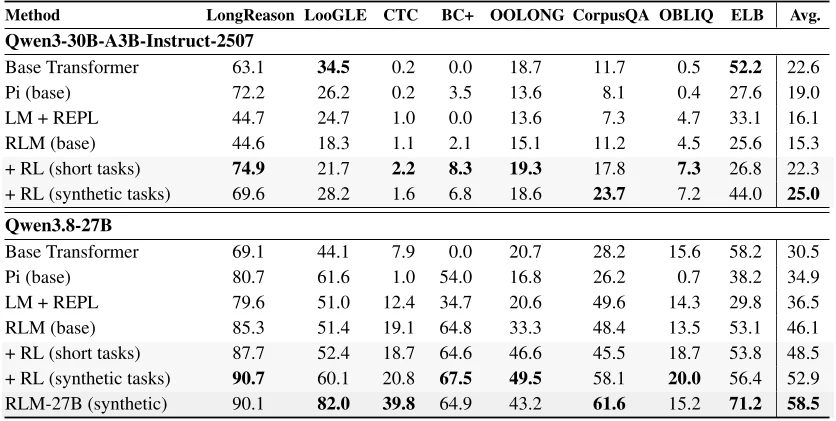 Method LongReason LooGLE CTC BC+ OOLONG CorpusQA OBLIQ ELB Avg.
Qwen3-30B-A3B-Instruct-2507
Base Transformer 63.1 34.5 0.2 0.0 18.7 11.7 0.5 52.2 22.6
Pi (base) 72.2 26.2 0.2 3.5 13.6 8.1 0.4 27.6 19.0
LM + REPL 44.7 24.7 1.0 0.0 13.6 7.3 4.7 33.1 16.1
RLM (base) 44.6 18.3 1.1 2.1 15.1 11.2 4.5 25.6 15.3
+ RL (short tasks) 74.9 21.7 2.2 8.3 19.3 17.8 7.3 26.8 22.3
+ RL (synthetic tasks) 69.6 28.2 1.6 6.8 18.6 23.7 7.2 44.0 25.0
Qwen3.8-27B
Base Transformer 69.1 44.1 7.9 0.0 20.7 28.2 15.6 58.2 30.5
Pi (base) 80.7 61.6 1.0 54.0 16.8 26.2 0.7 38.2 34.9
LM + REPL 79.6 51.0 12.4 34.7 20.6 49.6 14.3 29.8 36.5
RLM (base) 85.3 51.4 19.1 64.8 33.3 48.4 13.5 53.1 46.1
+ RL (short tasks) 87.7 52.4 18.7 64.6 46.6 45.5 18.7 53.8 48.5
+ RL (synthetic tasks) 90.7 60.1 20.8 67.5 49.5 58.1 20.0 56.4 52.9
RLM-27B (synthetic) 90.1 82.0 39.8 64.9 43.2 61.6 15.2 71.2 58.5